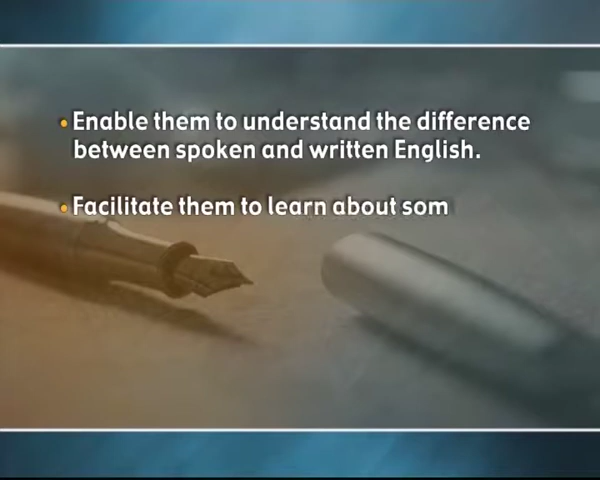 • Enable them to understand the difference
between spoken and written English.
• Facilitate them to learn about som